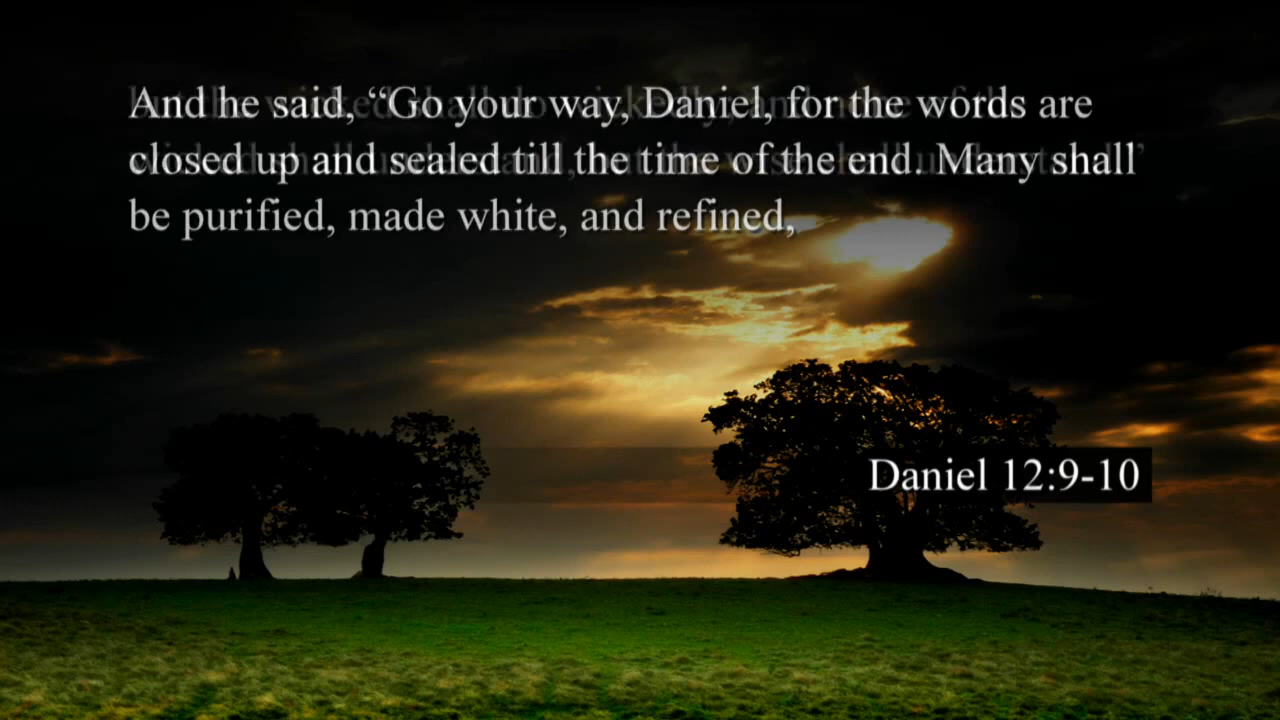 And he said, “Go your way, Daniel, for the words are
closed up and sealed till the time of the end. Many shall
be purified, made white, and refined,
Daniel 12:9-10